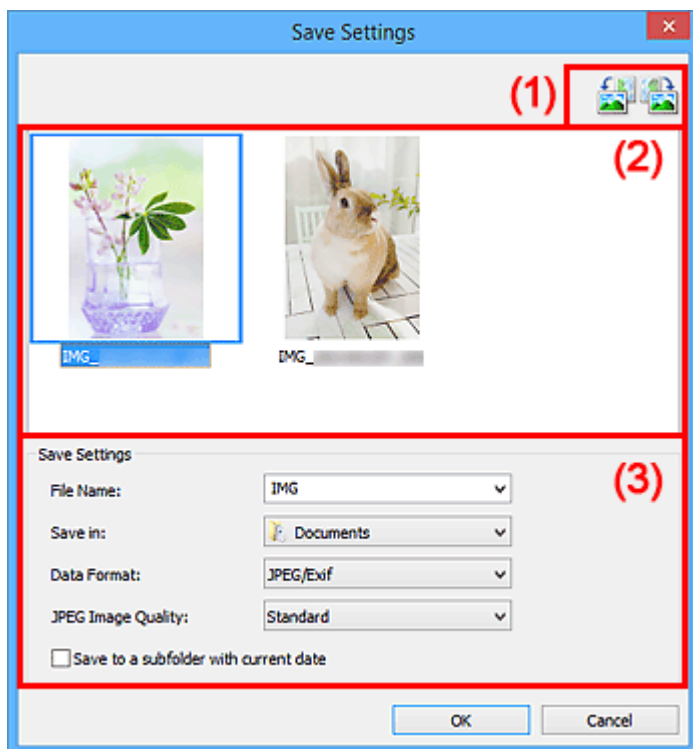 Save Settings
(1)
(2)
IMG_
IMG_
Save Settings
(3)
File Name: IMG
Save in: Documents
Data Format: JPEG/Exif
JPEG Image Quality: Standard
Save to a subfolder with current date
OK Cancel